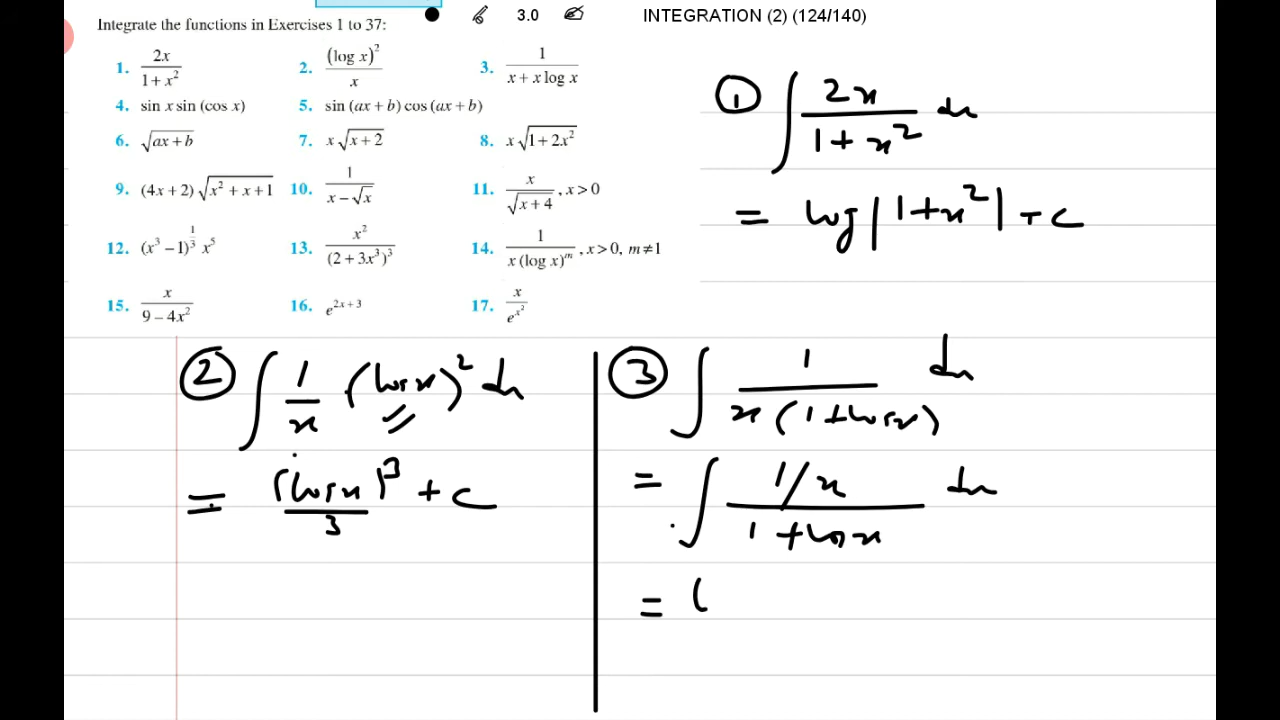 3.0 INTEGRATION (2) (124/140)
Integrate the functions in Exercises 1 to 37:
1. 2x/(1 + x²) 2. (log x)²/x 3. 1/(x + x log x)
4. sin x sin (cos x) 5. sin (ax + b) cos (ax + b)
6. √(ax + b) 7. x√(x + 2) 8. x√(1 + 2x²)
9. (4x + 2) √(x² + x + 1) 10. 1/(x − √x) 11. x/√(x + 4) , x > 0
12. (x³ − 1)^(1/3) x⁵ 13. x²/(2 + 3x³)³ 14. 1/(x (log x)^m) , x > 0, m ≠ 1
15. x/(9 − 4x²) 16. e^(2x + 3) 17. x/e^(x²)
① ∫ 2x/(1 + x²) dx
= log |1 + x²| + c
② ∫ 1/x (log x)² dx
= (log x)³/3 + c
③ ∫ 1/(x (1 + log x)) dx
= ∫ (1/x)/(1 + log x) dx
= (